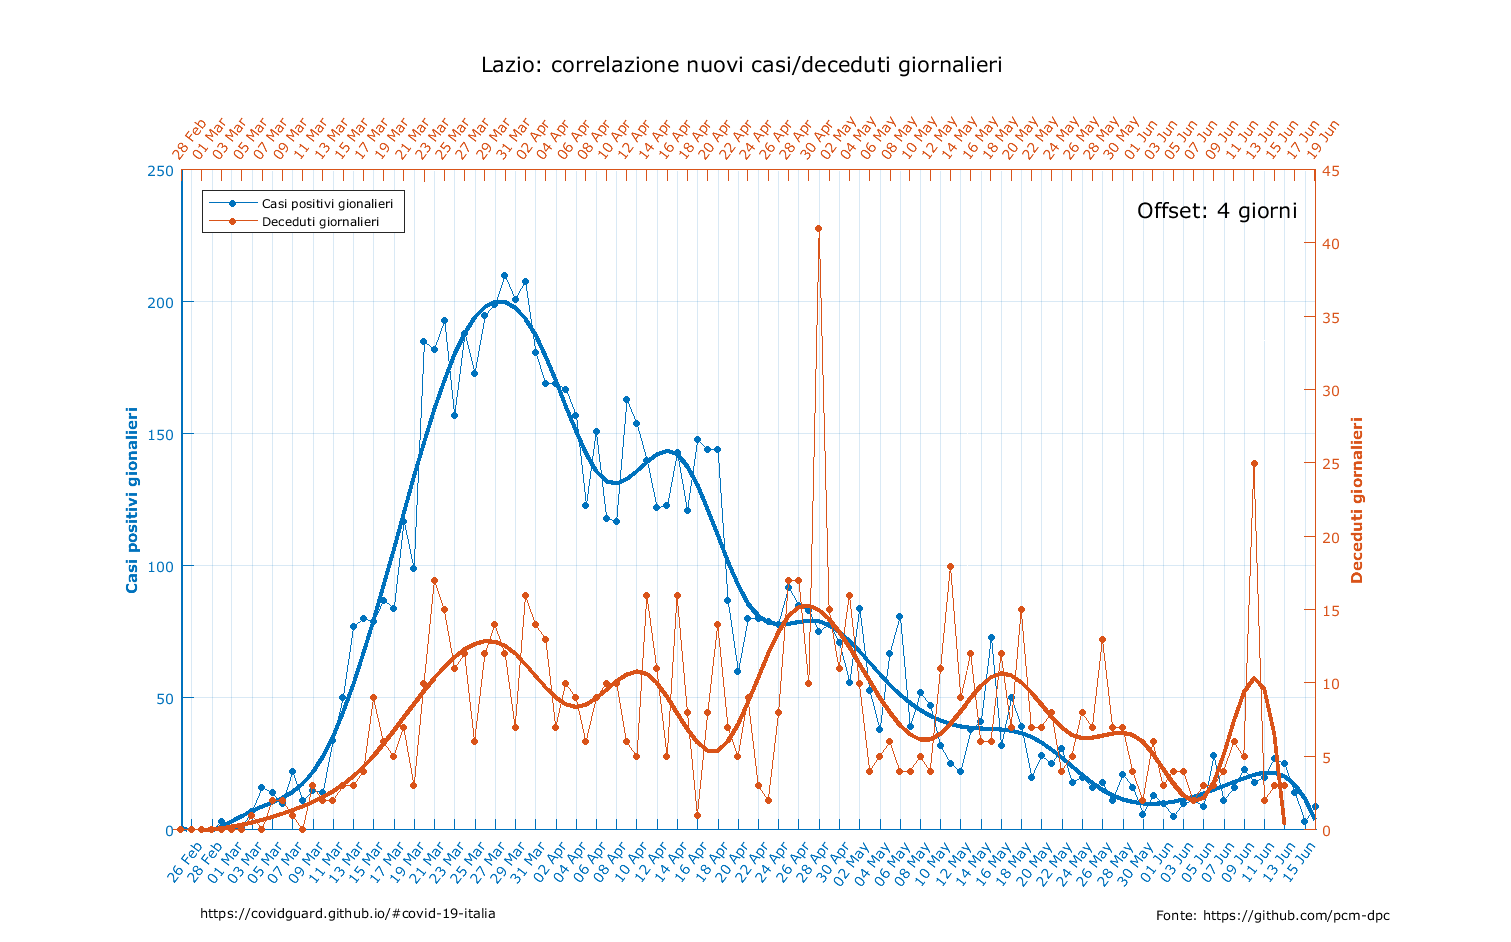 Lazio: correlazione nuovi casi/deceduti giornalieri
28 Feb 01 Mar 03 Mar 05 Mar 07 Mar 09 Mar 11 Mar 13 Mar 15 Mar 17 Mar 19 Mar 21 Mar 23 Mar 25 Mar 27 Mar 29 Mar 31 Mar 02 Apr 04 Apr 06 Apr 08 Apr 10 Apr 12 Apr 14 Apr 16 Apr 18 Apr 20 Apr 22 Apr 24 Apr 26 Apr 28 Apr 30 Apr 02 May 04 May 06 May 08 May 10 May 12 May 14 May 16 May 18 May 20 May 22 May 24 May 26 May 28 May 30 May 01 Jun 03 Jun 05 Jun 07 Jun 09 Jun 11 Jun 13 Jun 15 Jun 17 Jun 19 Jun
250
200
150
100
50
0
Casi positivi gionalieri
Casi positivi gionalieri
Deceduti giornalieri
Offset: 4 giorni
45
40
35
30
25
20
15
10
5
0
Deceduti giornalieri
26 Feb 28 Feb 01 Mar 03 Mar 05 Mar 07 Mar 09 Mar 11 Mar 13 Mar 15 Mar 17 Mar 19 Mar 21 Mar 23 Mar 25 Mar 27 Mar 29 Mar 31 Mar 02 Apr 04 Apr 06 Apr 08 Apr 10 Apr 12 Apr 14 Apr 16 Apr 18 Apr 20 Apr 22 Apr 24 Apr 26 Apr 28 Apr 30 Apr 02 May 04 May 06 May 08 May 10 May 12 May 14 May 16 May 18 May 20 May 22 May 24 May 26 May 28 May 30 May 01 Jun 03 Jun 05 Jun 07 Jun 09 Jun 11 Jun 13 Jun 15 Jun
https://covidguard.github.io/#covid-19-italia
Fonte: https://github.com/pcm-dpc